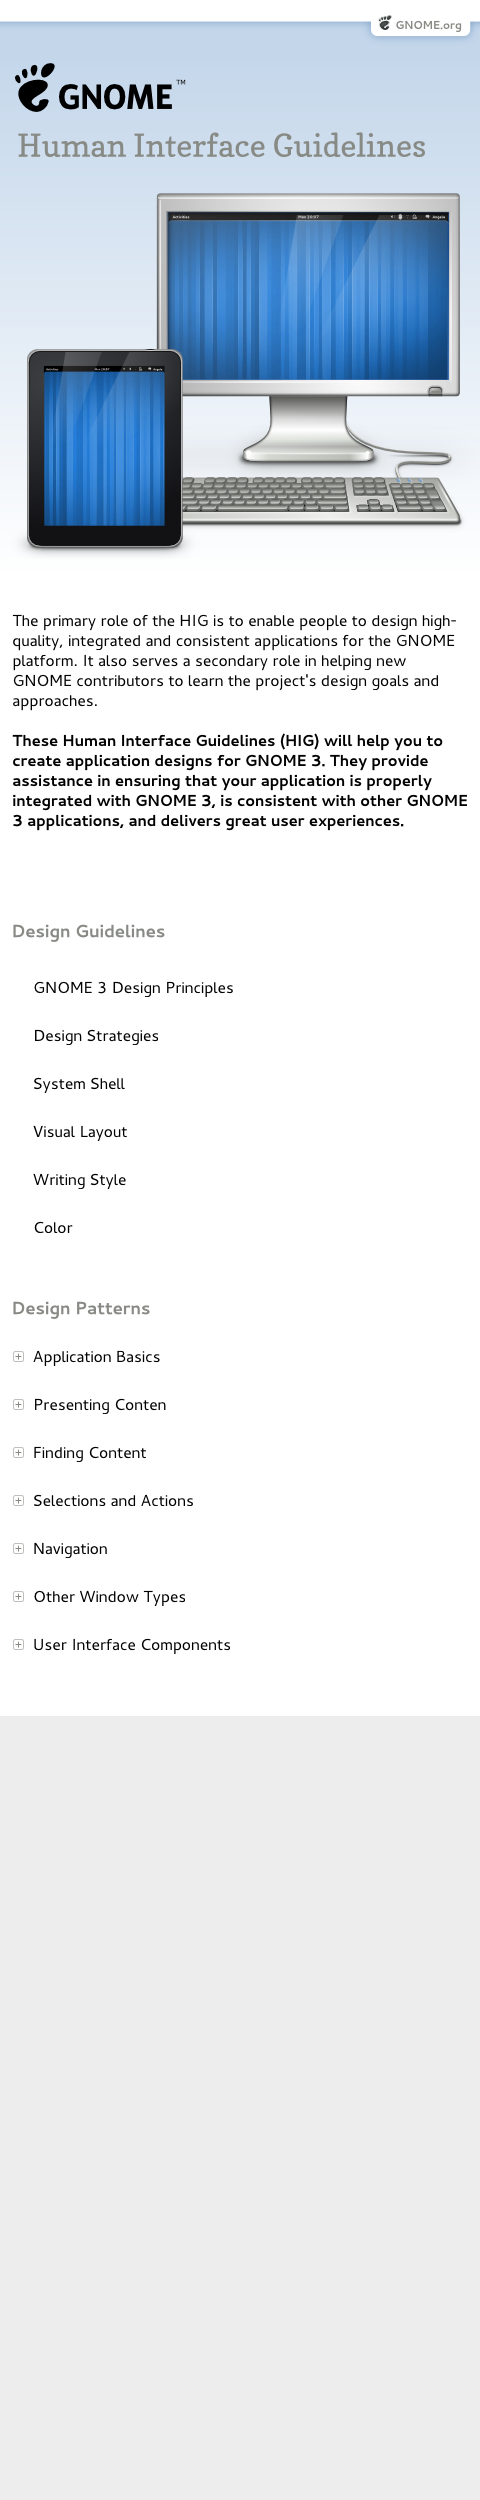 GNOME.org
GNOME™
Human Interface Guidelines
Activities
Angelo
The primary role of the HIG is to enable people to design high-
quality, integrated and consistent applications for the GNOME
platform. It also serves a secondary role in helping new
GNOME contributors to learn the project's design goals and
approaches.
These Human Interface Guidelines (HIG) will help you to
create application designs for GNOME 3. They provide
assistance in ensuring that your application is properly
integrated with GNOME 3, is consistent with other GNOME
3 applications, and delivers great user experiences.
Design Guidelines
GNOME 3 Design Principles
Design Strategies
System Shell
Visual Layout
Writing Style
Color
Design Patterns
Application Basics
Presenting Conten
Finding Content
Selections and Actions
Navigation
Other Window Types
User Interface Components